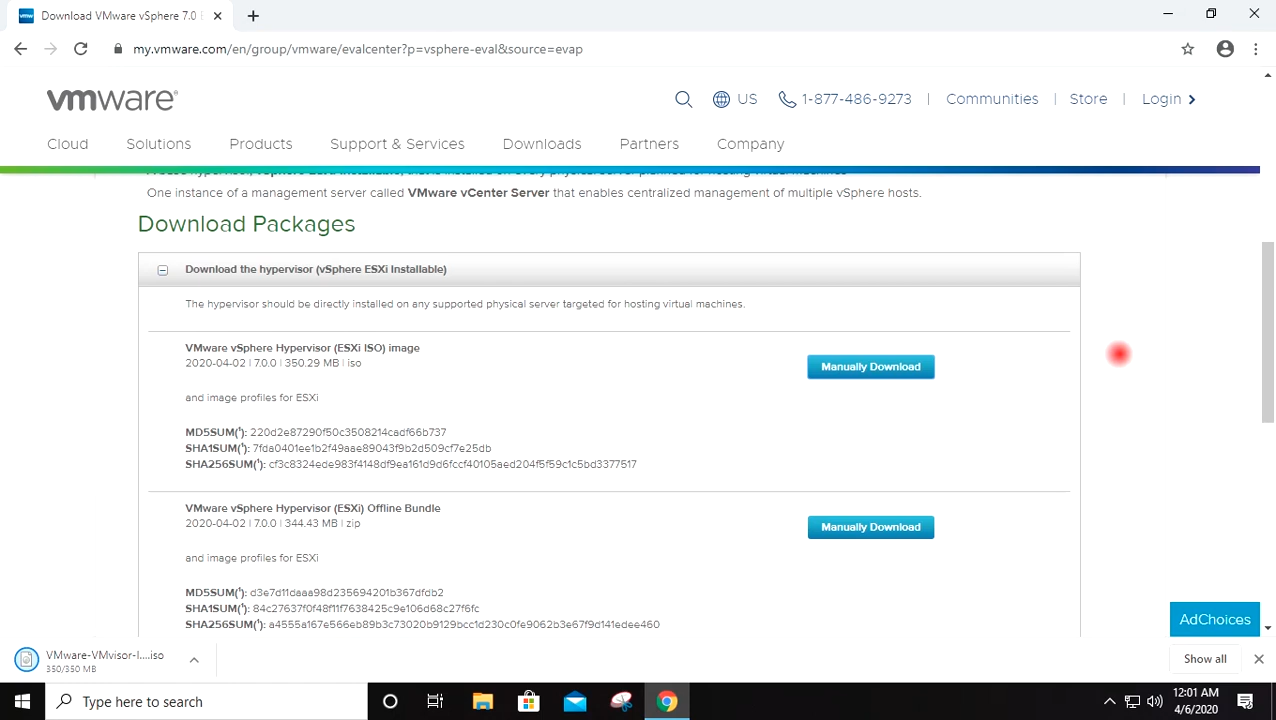 vmw
Download VMware vSphere 7.0
my.vmware.com/en/group/vmware/evalcenter?p=vsphere-eval&source=evap
vmware
US
1-877-486-9273
Communities
Store
Login
Cloud
Solutions
Products
Support & Services
Downloads
Partners
Company
One instance of a management server called VMware vCenter Server that enables centralized management of multiple vSphere hosts.
Download Packages
Download the hypervisor (vSphere ESXi Installable)
The hypervisor should be directly installed on any supported physical server targeted for hosting virtual machines.
VMware vSphere Hypervisor (ESXi ISO) image
2020-04-02 | 7.0.0 | 350.29 MB | iso
Manually Download
and image profiles for ESXi
MD5SUM(¹): 220d2e87290f50c3508214cadf66b737
SHA1SUM(¹): 7fda0401ee1b2f49aae89043f9b2d509cf7e25db
SHA256SUM(¹): cf3c8324ede983f4148df9ea161d9d6fccf40105aed204f5f59c1c5bd3377517
VMware vSphere Hypervisor (ESXi) Offline Bundle
2020-04-02 | 7.0.0 | 344.43 MB | zip
Manually Download
and image profiles for ESXi
MD5SUM(¹): d3e7d11daaa98d235694201b367dfdb2
SHA1SUM(¹): 84c27637f0f48f11f7638425c9e106d68c27f6fc
SHA256SUM(¹): a4555a167e566eb89b3c73020b9129bcc1d230c0fe9062b3e67f9d141edee460
AdChoices
VMware-VMvisor-I....iso
350/350 MB
Show all
Type here to search
12:01 AM
4/6/2020